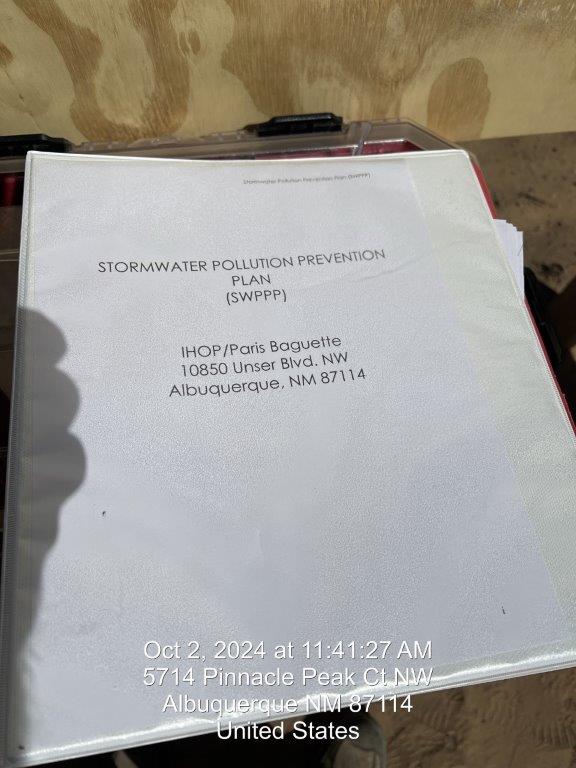 Stormwater Pollution Prevention Plan (SWPPP)
STORMWATER POLLUTION PREVENTION
PLAN
(SWPPP)
IHOP/Paris Baguette
10850 Unser Blvd. NW
Albuquerque, NM 87114
Oct 2, 2024 at 11:41:27 AM
5714 Pinnacle Peak Ct NW
Albuquerque NM 87114
United States